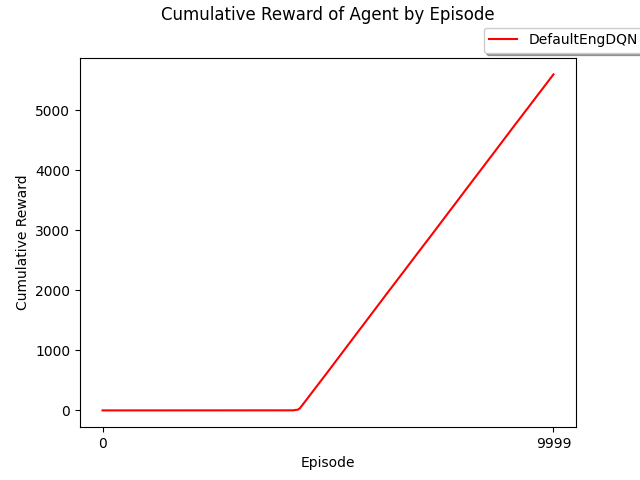 Cumulative Reward of Agent by Episode
DefaultEngDQN
5000
4000
3000
2000
1000
0
Cumulative Reward
0
9999
Episode